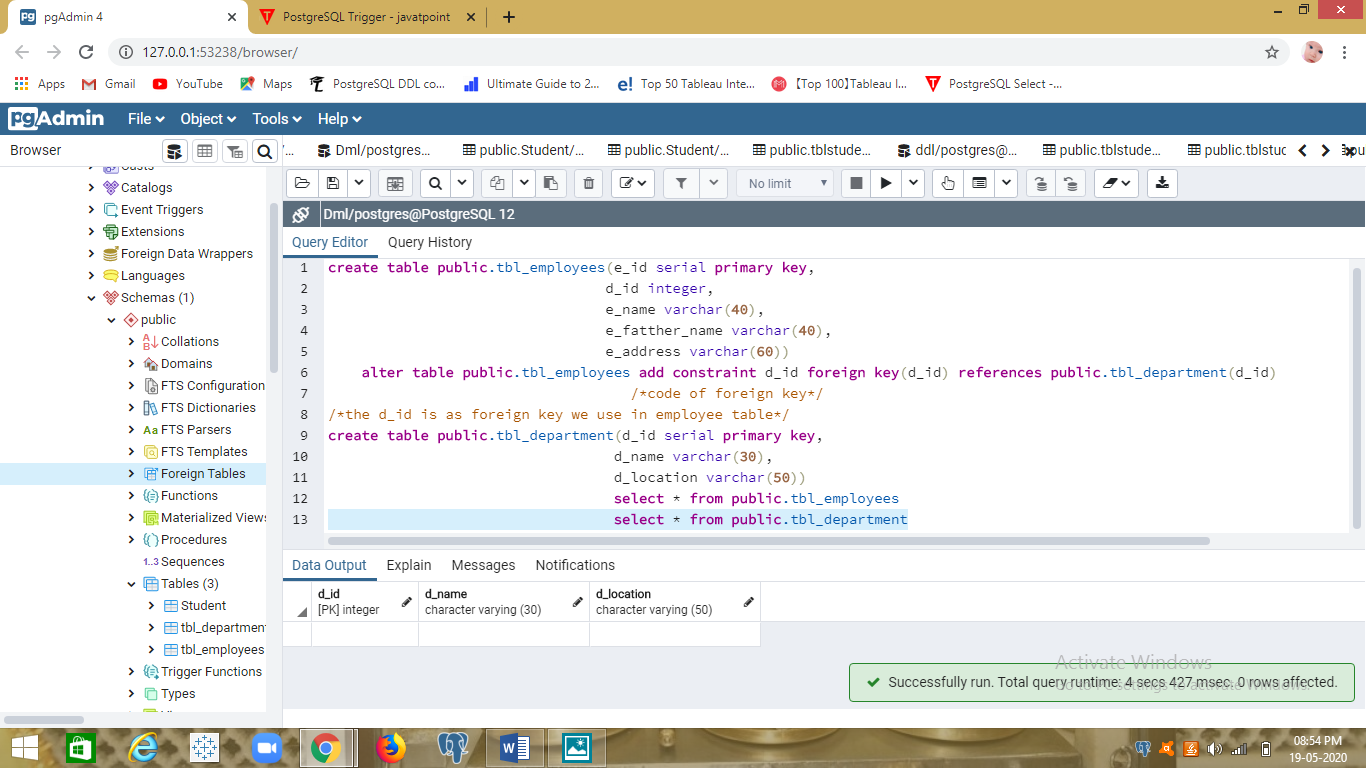 pgAdmin 4
PostgreSQL Trigger - javatpoint
127.0.0.1:53238/browser/
Apps
Gmail
YouTube
Maps
PostgreSQL DDL co...
Ultimate Guide to 2...
Top 50 Tableau Inte...
【Top 100】Tableau I...
PostgreSQL Select -...
pgAdmin
File
Object
Tools
Help
Browser
Dml/postgres...
public.Student/...
public.Student/...
public.tblstude...
ddl/postgres@...
public.tblstude...
public.tblstuc
No limit
Dml/postgres@PostgreSQL 12
Query Editor
Query History
Casts
Catalogs
Event Triggers
Extensions
Foreign Data Wrappers
Languages
Schemas (1)
public
Collations
Domains
FTS Configuration
FTS Dictionaries
FTS Parsers
FTS Templates
Foreign Tables
Functions
Materialized Views
Procedures
1..3 Sequences
Tables (3)
Student
tbl_department
tbl_employees
Trigger Functions
Types
1 create table public.tbl_employees(e_id serial primary key,
2 d_id integer,
3 e_name varchar(40),
4 e_fatther_name varchar(40),
5 e_address varchar(60))
6 alter table public.tbl_employees add constraint d_id foreign key(d_id) references public.tbl_department(d_id)
7 /*code of foreign key*/
8 /*the d_id is as foreign key we use in employee table*/
9 create table public.tbl_department(d_id serial primary key,
10 d_name varchar(30),
11 d_location varchar(50))
12 select * from public.tbl_employees
13 select * from public.tbl_department
Data Output
Explain
Messages
Notifications
d_id
[PK] integer
d_name
character varying (30)
d_location
character varying (50)
Activate Windows
Successfully run. Total query runtime: 4 secs 427 msec. 0 rows affected.
08:54 PM
19-05-2020